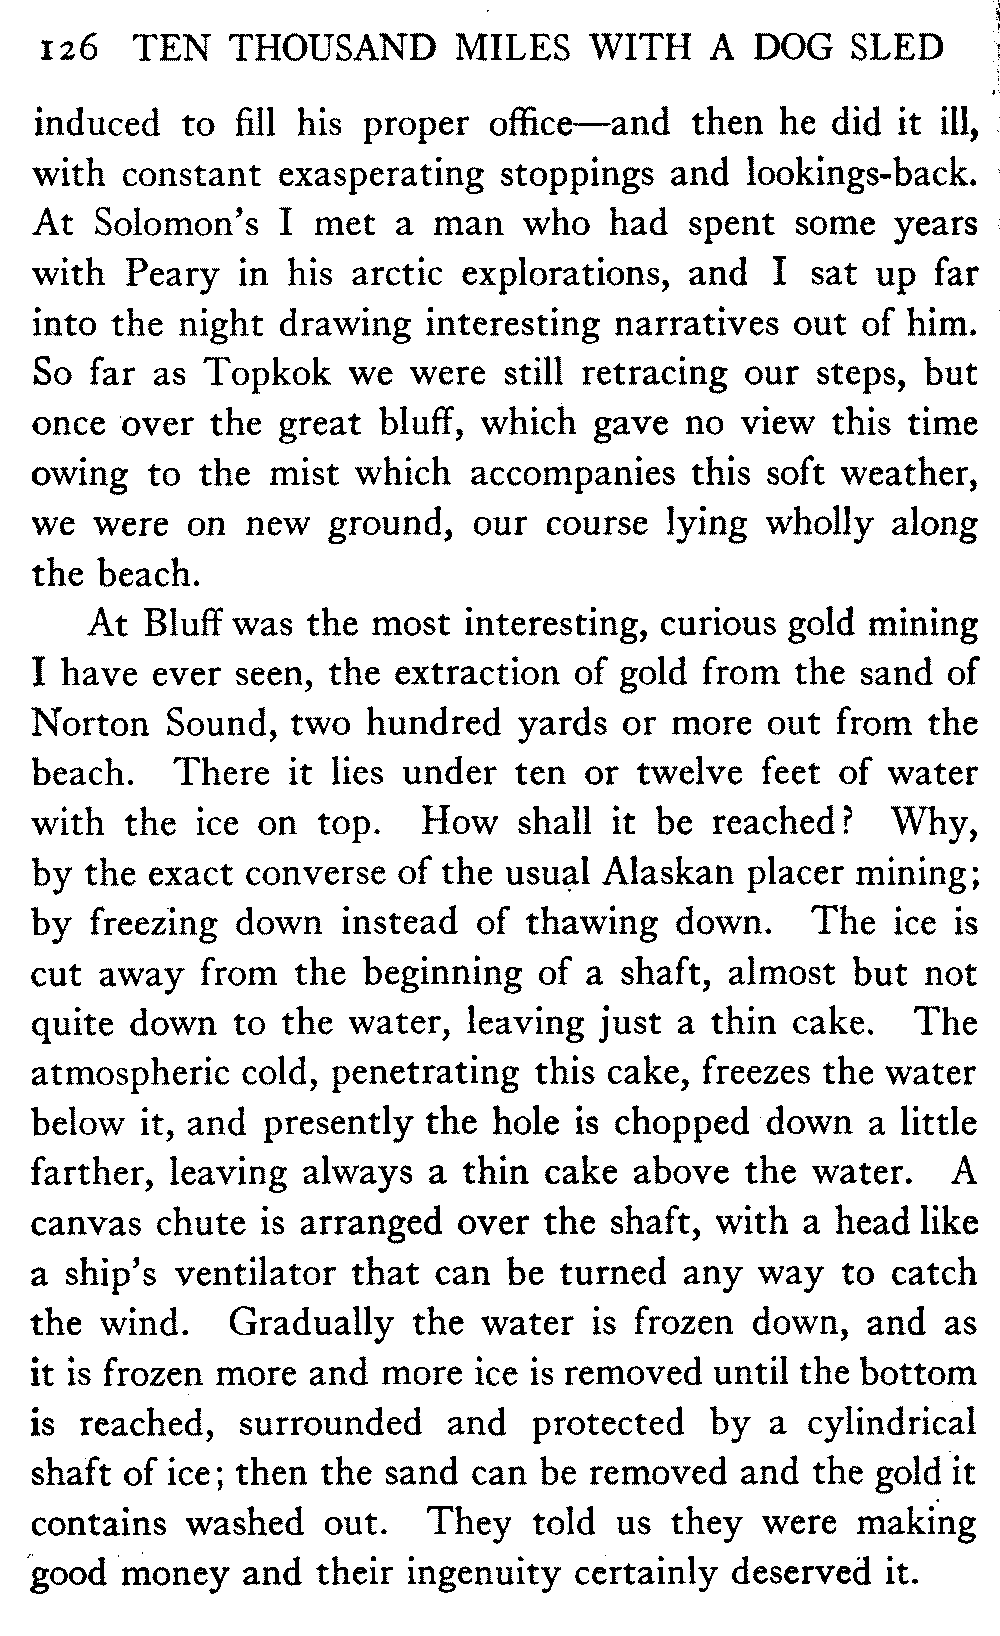 126 TEN THOUSAND MILES WITH A DOG SLED
induced to fill his proper office—and then he did it ill,
with constant exasperating stoppings and lookings-back.
At Solomon's I met a man who had spent some years
with Peary in his arctic explorations, and I sat up far
into the night drawing interesting narratives out of him.
So far as Topkok we were still retracing our steps, but
once over the great bluff, which gave no view this time
owing to the mist which accompanies this soft weather,
we were on new ground, our course lying wholly along
the beach.
At Bluff was the most interesting, curious gold mining
I have ever seen, the extraction of gold from the sand of
Norton Sound, two hundred yards or more out from the
beach. There it lies under ten or twelve feet of water
with the ice on top. How shall it be reached? Why,
by the exact converse of the usual Alaskan placer mining;
by freezing down instead of thawing down. The ice is
cut away from the beginning of a shaft, almost but not
quite down to the water, leaving just a thin cake. The
atmospheric cold, penetrating this cake, freezes the water
below it, and presently the hole is chopped down a little
farther, leaving always a thin cake above the water. A
canvas chute is arranged over the shaft, with a head like
a ship's ventilator that can be turned any way to catch
the wind. Gradually the water is frozen down, and as
it is frozen more and more ice is removed until the bottom
is reached, surrounded and protected by a cylindrical
shaft of ice; then the sand can be removed and the gold it
contains washed out. They told us they were making
good money and their ingenuity certainly deserved it.